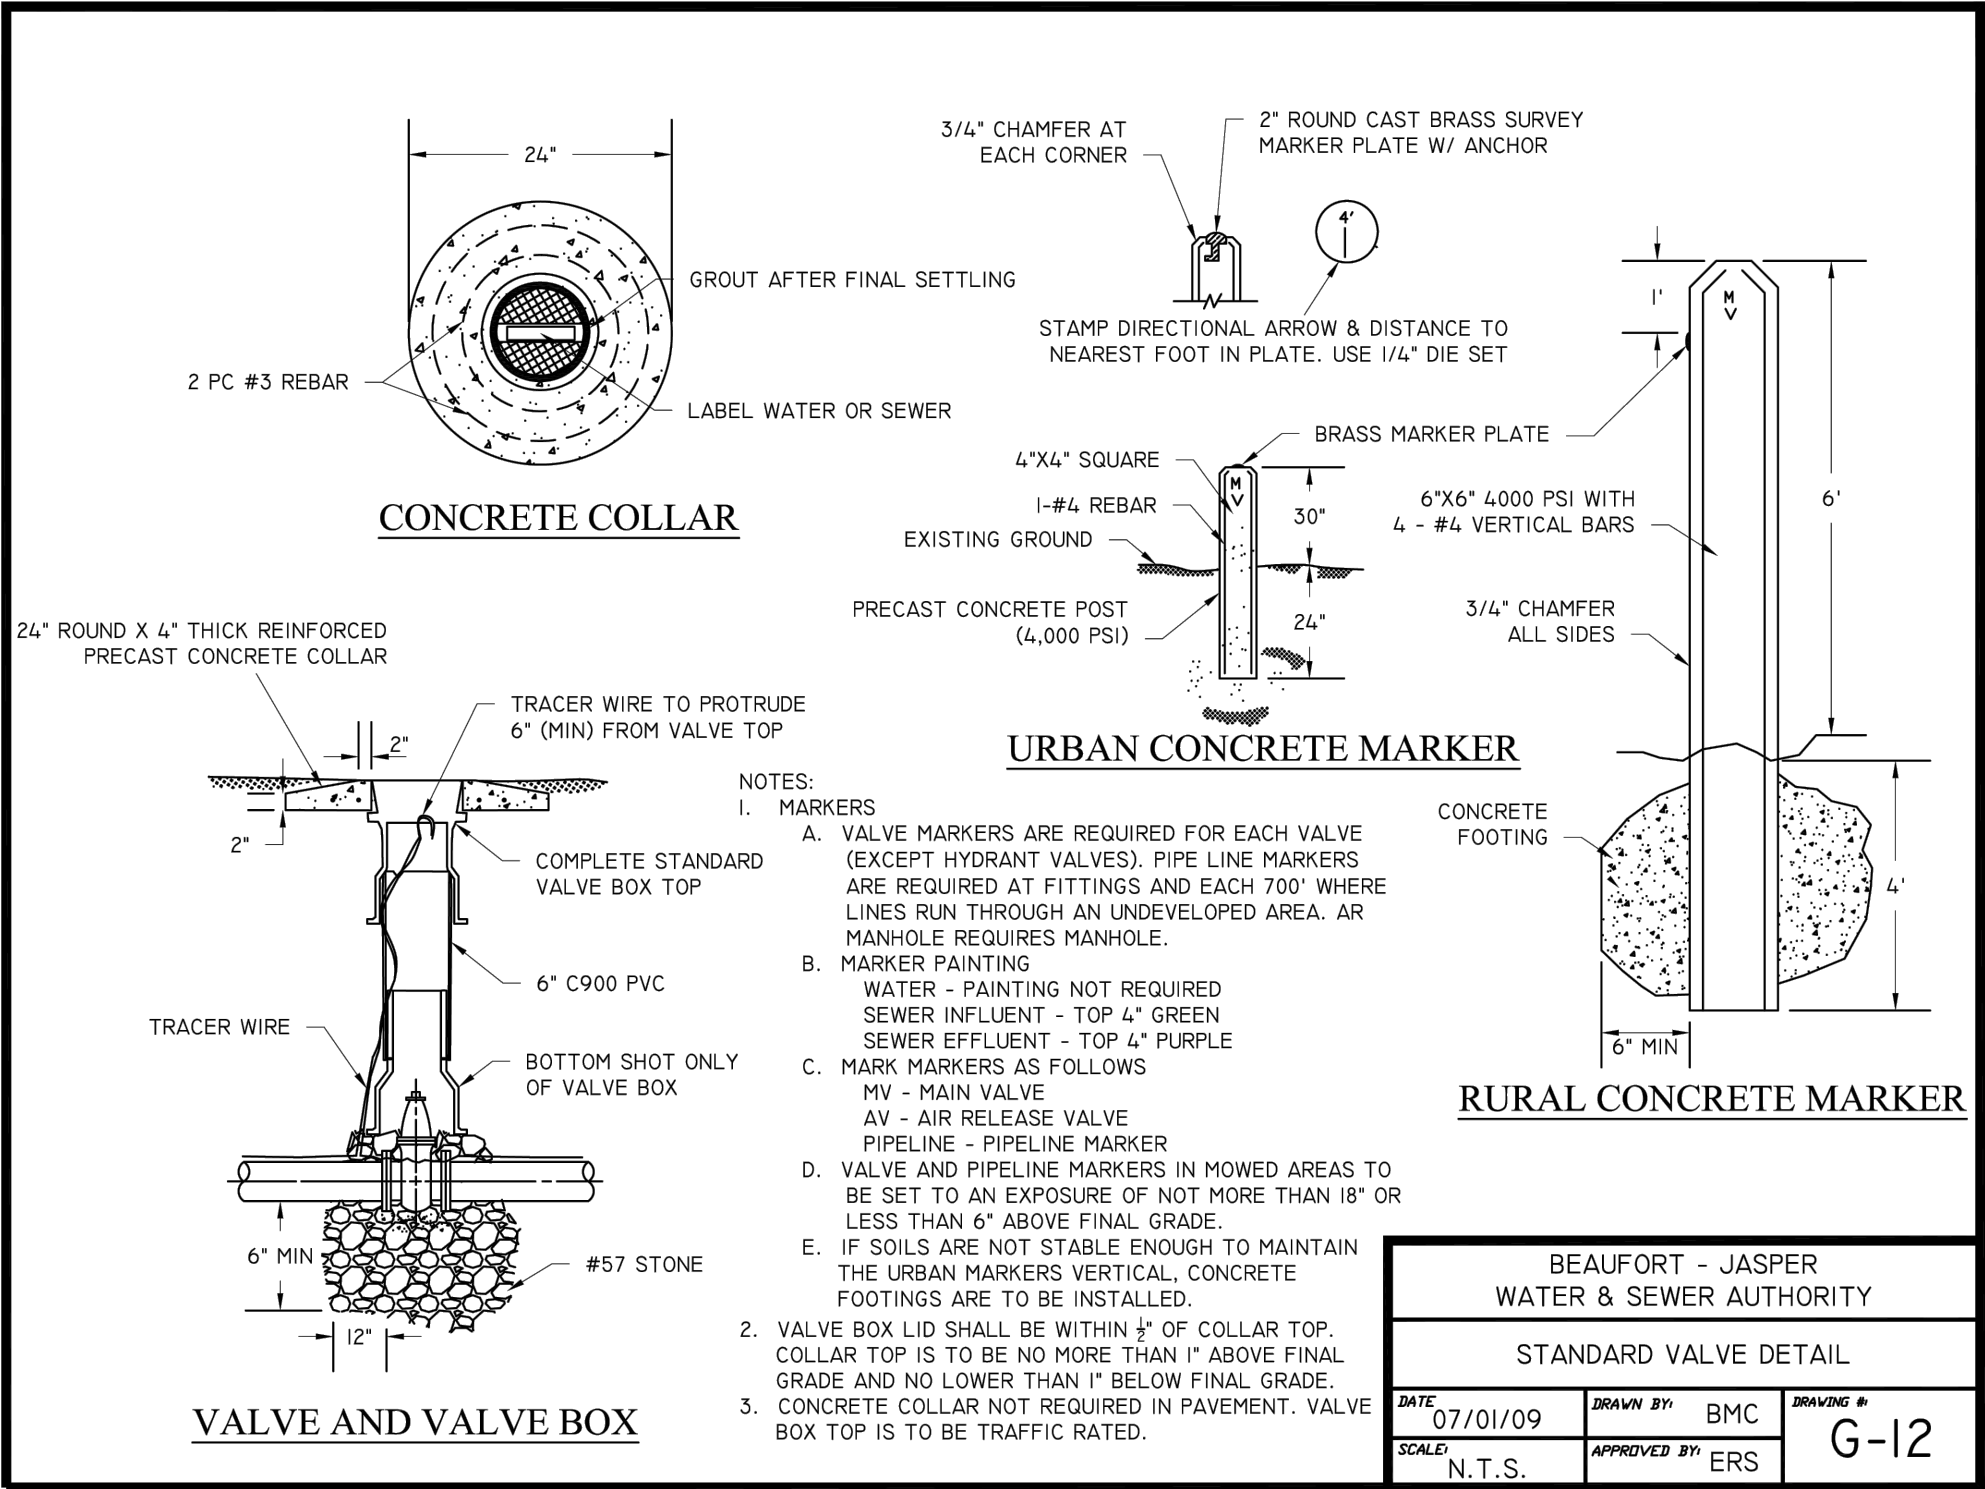 24"
GROUT AFTER FINAL SETTLING
2 PC #3 REBAR
LABEL WATER OR SEWER
CONCRETE COLLAR
3/4" CHAMFER AT
EACH CORNER
2" ROUND CAST BRASS SURVEY
MARKER PLATE W/ ANCHOR
4'
STAMP DIRECTIONAL ARROW & DISTANCE TO
NEAREST FOOT IN PLATE. USE 1/4" DIE SET
BRASS MARKER PLATE
4"X4" SQUARE
1-#4 REBAR
EXISTING GROUND
PRECAST CONCRETE POST
(4,000 PSI)
M
V
30"
24"
URBAN CONCRETE MARKER
1'
M
V
6'
6"X6" 4000 PSI WITH
4 - #4 VERTICAL BARS
3/4" CHAMFER
ALL SIDES
CONCRETE
FOOTING
4'
6" MIN
RURAL CONCRETE MARKER
24" ROUND X 4" THICK REINFORCED
PRECAST CONCRETE COLLAR
TRACER WIRE TO PROTRUDE
6" (MIN) FROM VALVE TOP
2"
2"
COMPLETE STANDARD
VALVE BOX TOP
6" C900 PVC
TRACER WIRE
BOTTOM SHOT ONLY
OF VALVE BOX
6" MIN
#57 STONE
12"
VALVE AND VALVE BOX
NOTES:
1. MARKERS
A. VALVE MARKERS ARE REQUIRED FOR EACH VALVE
(EXCEPT HYDRANT VALVES). PIPE LINE MARKERS
ARE REQUIRED AT FITTINGS AND EACH 700' WHERE
LINES RUN THROUGH AN UNDEVELOPED AREA. AR
MANHOLE REQUIRES MANHOLE.
B. MARKER PAINTING
WATER - PAINTING NOT REQUIRED
SEWER INFLUENT - TOP 4" GREEN
SEWER EFFLUENT - TOP 4" PURPLE
C. MARK MARKERS AS FOLLOWS
MV - MAIN VALVE
AV - AIR RELEASE VALVE
PIPELINE - PIPELINE MARKER
D. VALVE AND PIPELINE MARKERS IN MOWED AREAS TO
BE SET TO AN EXPOSURE OF NOT MORE THAN 18" OR
LESS THAN 6" ABOVE FINAL GRADE.
E. IF SOILS ARE NOT STABLE ENOUGH TO MAINTAIN
THE URBAN MARKERS VERTICAL, CONCRETE
FOOTINGS ARE TO BE INSTALLED.
2. VALVE BOX LID SHALL BE WITHIN ½" OF COLLAR TOP.
COLLAR TOP IS TO BE NO MORE THAN 1" ABOVE FINAL
GRADE AND NO LOWER THAN 1" BELOW FINAL GRADE.
3. CONCRETE COLLAR NOT REQUIRED IN PAVEMENT. VALVE
BOX TOP IS TO BE TRAFFIC RATED.
BEAUFORT - JASPER
WATER & SEWER AUTHORITY
STANDARD VALVE DETAIL
DATE 07/01/09
DRAWN BY: BMC
DRAWING #:
G-12
SCALE: N.T.S.
APPROVED BY: ERS